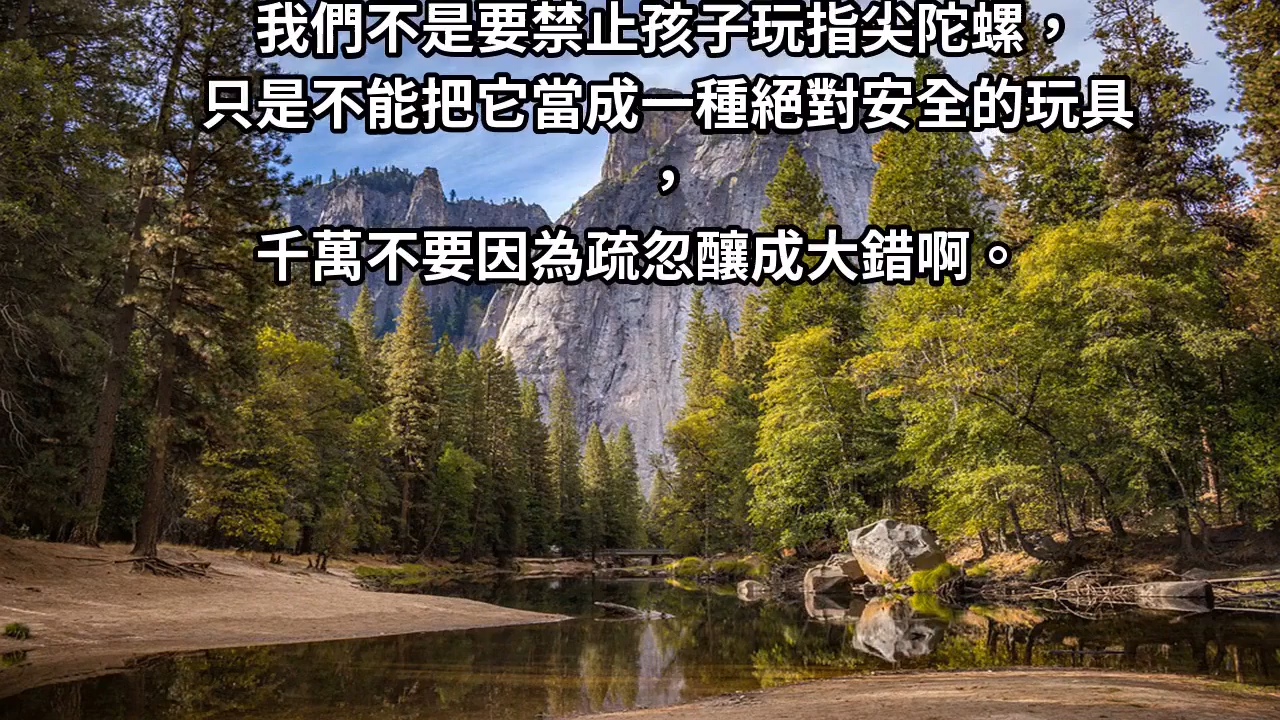 我們不是要禁止孩子玩指尖陀螺，
只是不能把它當成一種絕對安全的玩具
，
千萬不要因為疏忽釀成大錯啊。